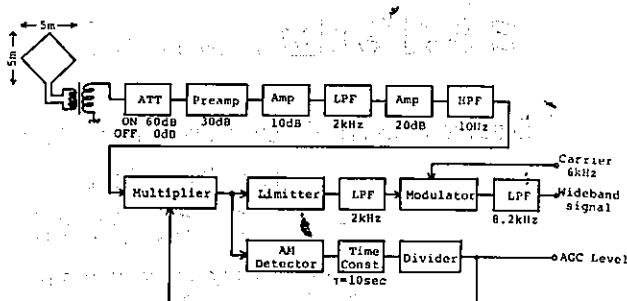 5m
5m
ATT
Preamp
Amp
LPF
Amp
HPF
ON 60dB
OFF 0dB
30dB
10dB
2kHz
20dB
10Hz
Carrier
6kHz
Multiplier
Limitter
LPF
Modulator
LPF
Wideband
signal
2kHz
8.2kHz
AM
Detector
Time
Const.
Divider
AGC Level
τ=10sec